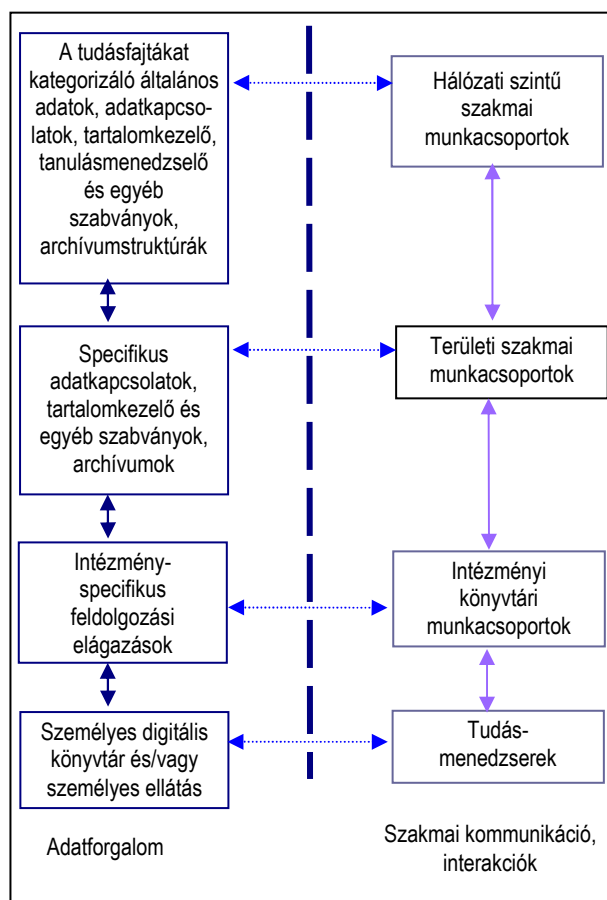 A tudásfajtákat
kategorizáló általános
adatok, adatkapcso-
latok, tartalomkezelő,
tanulásmenedzselő
és egyéb
szabványok,
archívumstruktúrák
Hálózati szintű
szakmai
munkacsoportok
Specifikus
adatkapcsolatok,
tartalomkezelő és
egyéb szabványok,
archívumok
Területi szakmai
munkacsoportok
Intézmény-
specifikus
feldolgozási
elágazások
Intézményi
könyvtári
munkacsoportok
Személyes digitális
könyvtár és/vagy
személyes ellátás
Tudás-
menedzserek
Adatforgalom
Szakmai kommunikáció,
interakciók